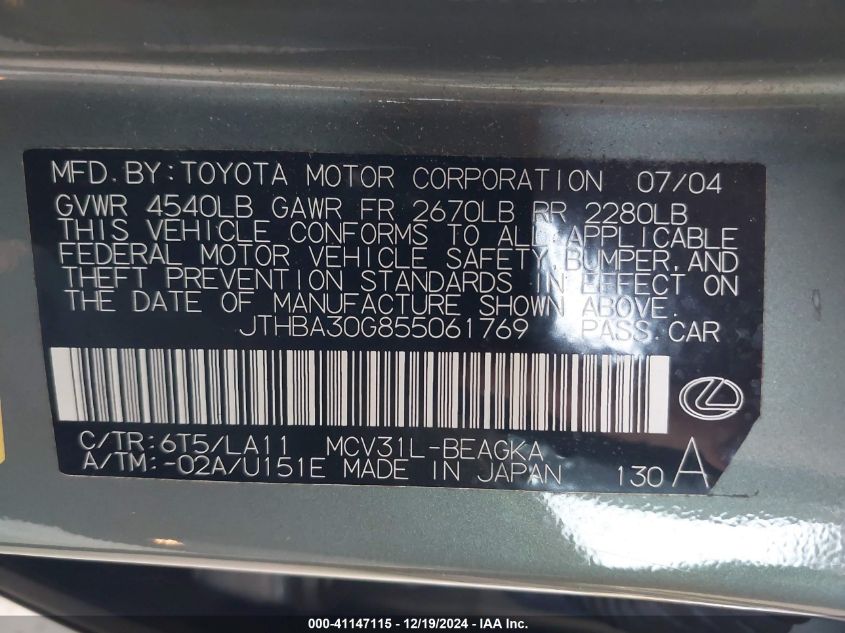 MFD. BY: TOYOTA MOTOR CORPORATION 07/04
GVWR 4540LB GAWR FR 2670LB RR 2280LB
THIS VEHICLE CONFORMS TO ALL APPLICABLE
FEDERAL MOTOR VEHICLE SAFETY, BUMPER, AND
THEFT PREVENTION STANDARDS IN EFFECT ON
THE DATE OF MANUFACTURE SHOWN ABOVE.
JTHBA30G855061769 PASS. CAR
C/TR: 6T5/LA11 MCV31L-BEAGKA
A/TM: -02A/U151E MADE IN JAPAN 130 A
000-41147115 - 12/19/2024 - IAA Inc.